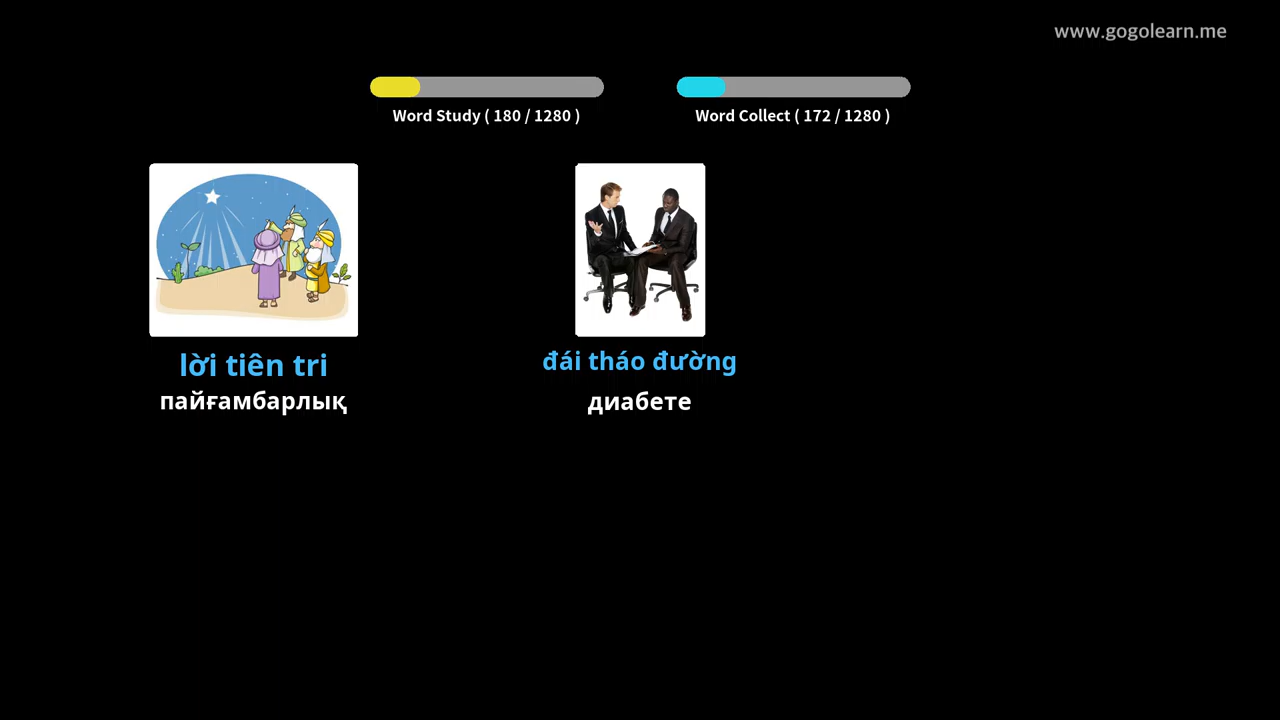 www.gogolearn.me
Word Study ( 180 / 1280 )
Word Collect ( 172 / 1280 )
lời tiên tri
пайғамбарлық
đái tháo đường
диабете